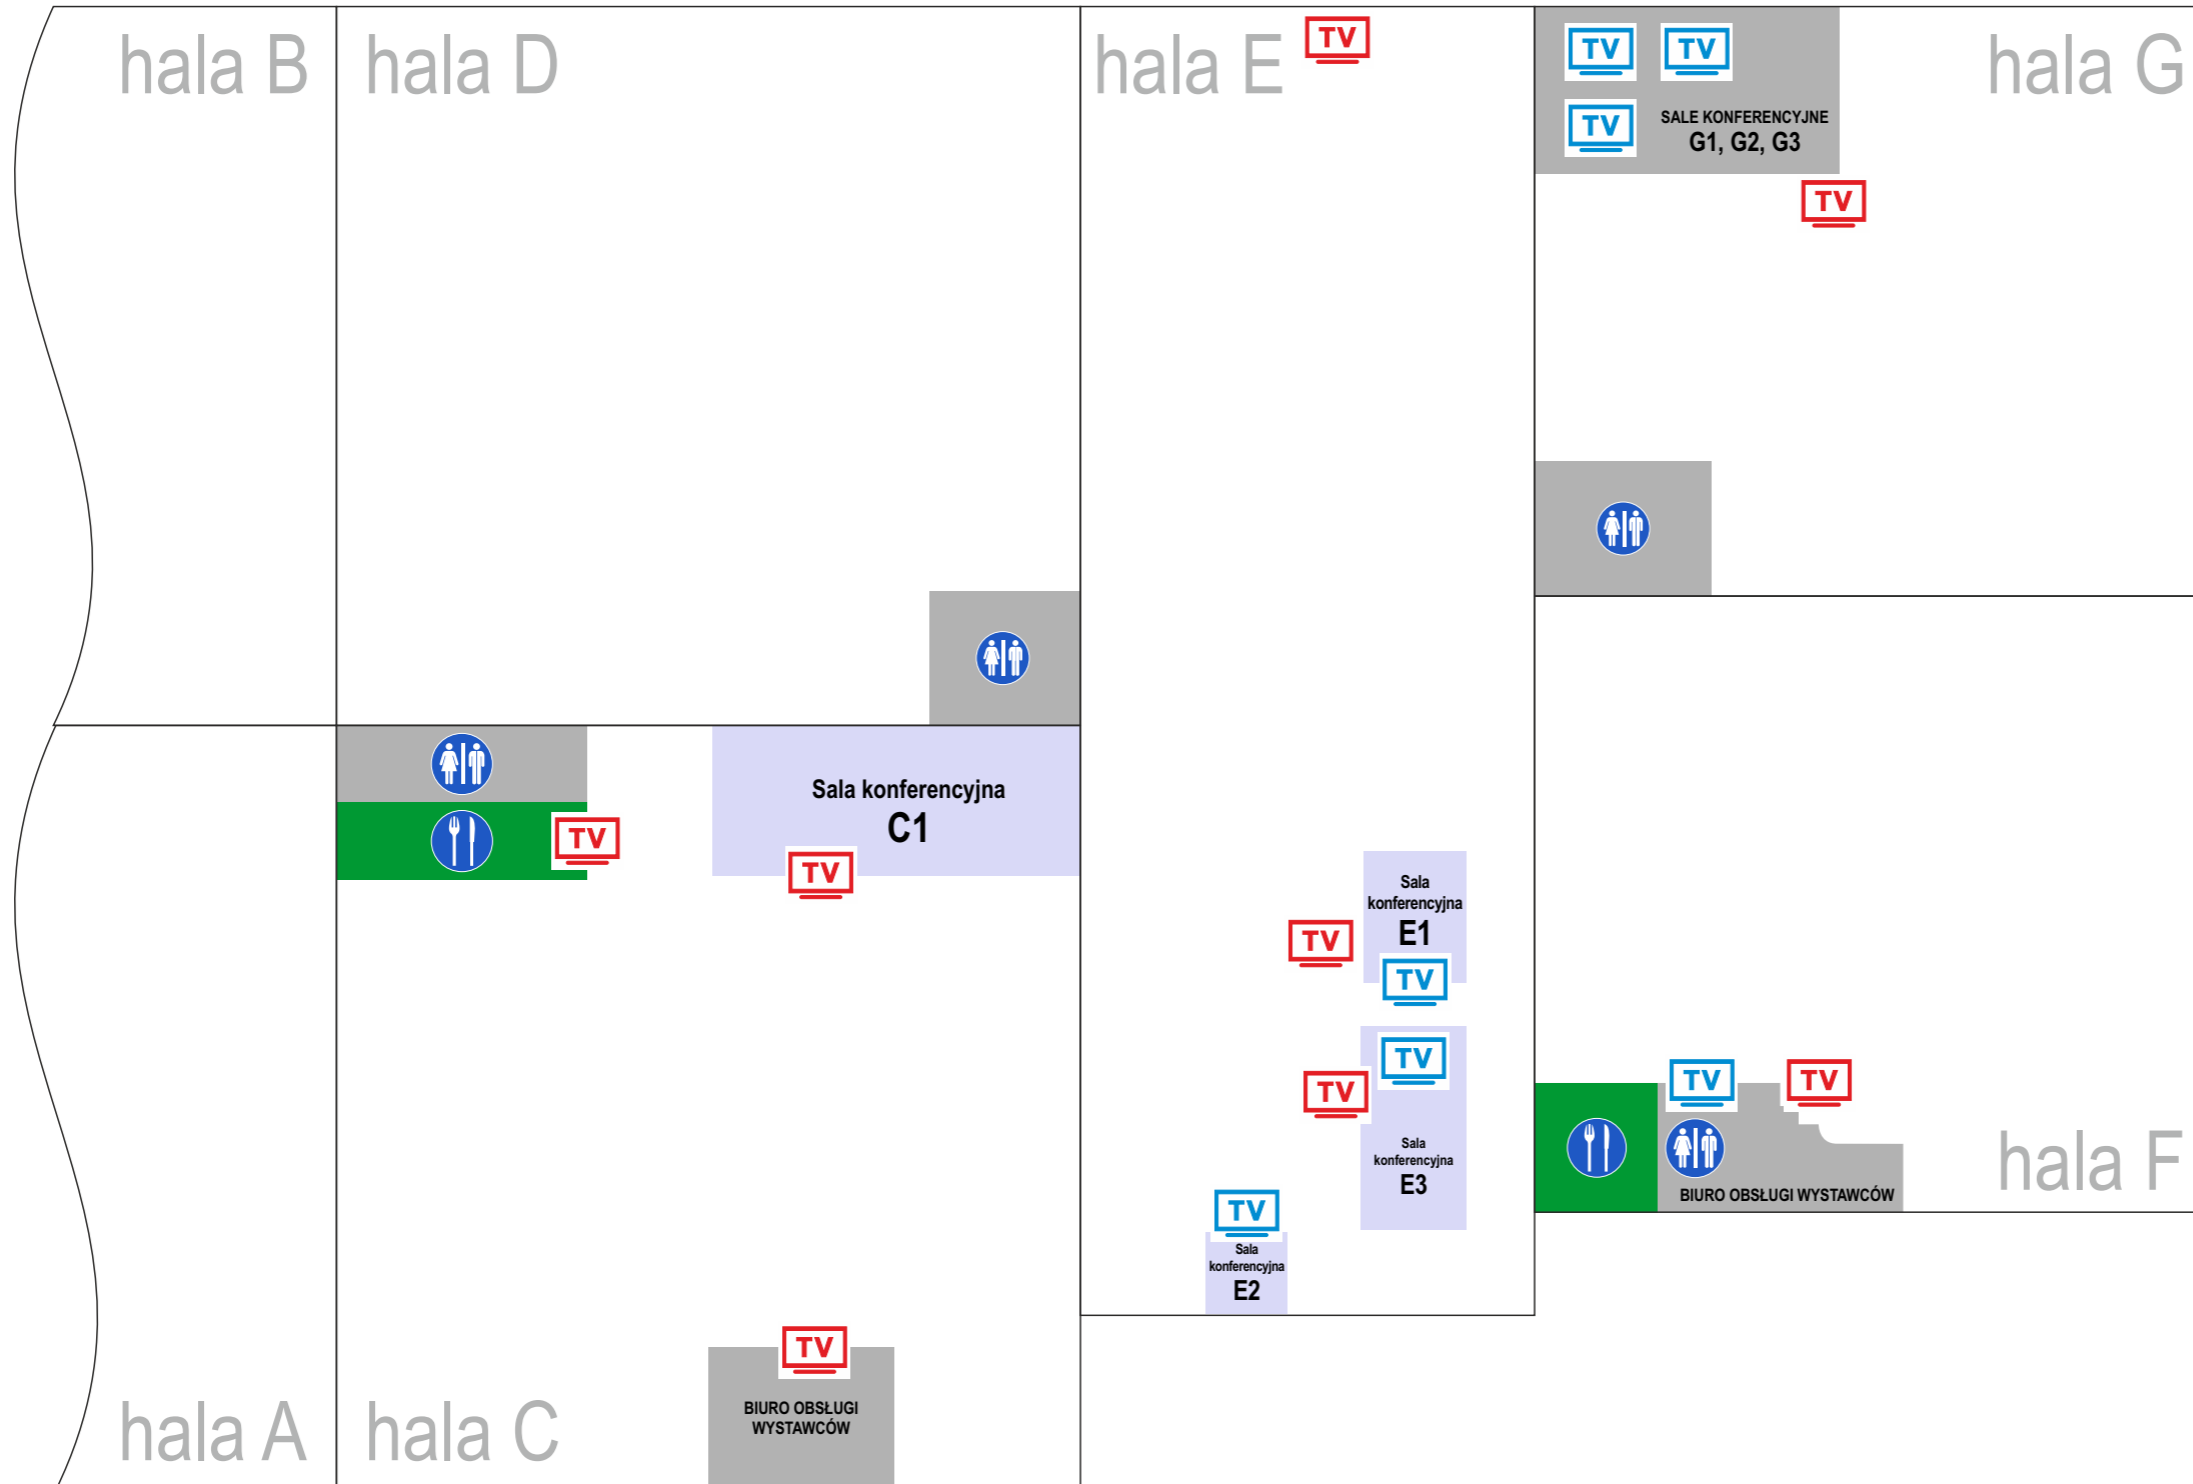 hala B
hala D
hala E
TV
TV
TV
TV
SALE KONFERENCYJNE
G1, G2, G3
hala G
TV
Sala konferencyjna
C1
TV
TV
Sala
konferencyjna
E1
TV
TV
TV
TV
Sala
konferencyjna
E3
TV
Sala
konferencyjna
E2
TV
TV
BIURO OBSŁUGI WYSTAWCÓW
hala F
TV
BIURO OBSŁUGI
WYSTAWCÓW
hala A
hala C